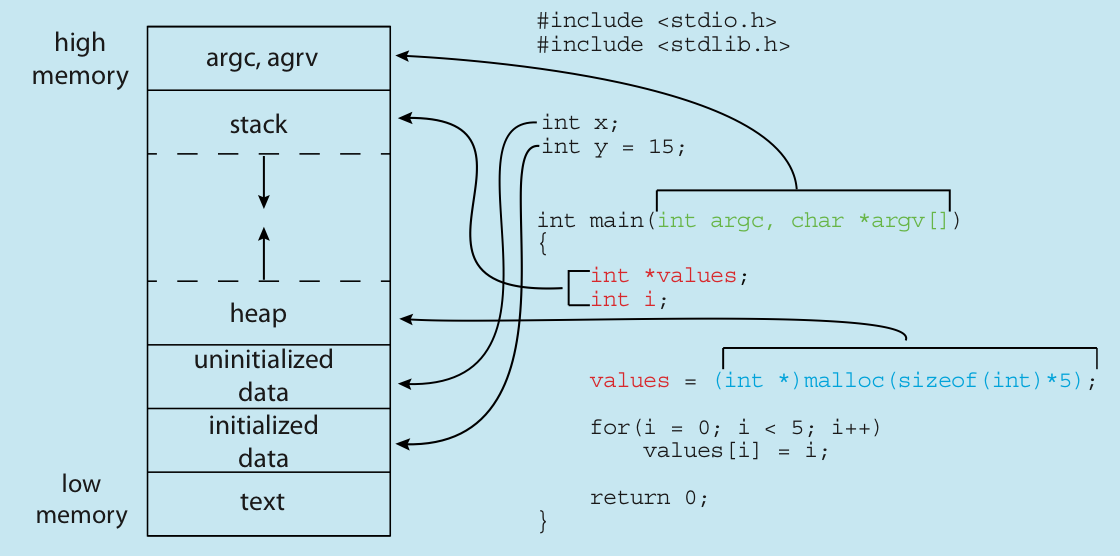 high
memory
argc, agrv
stack
heap
uninitialized
data
initialized
data
text
low
memory
#include <stdio.h>
#include <stdlib.h>
int x;
int y = 15;
int main(int argc, char *argv[])
{
int *values;
int i;
values = (int *)malloc(sizeof(int)*5);
for(i = 0; i < 5; i++)
values[i] = i;
return 0;
}